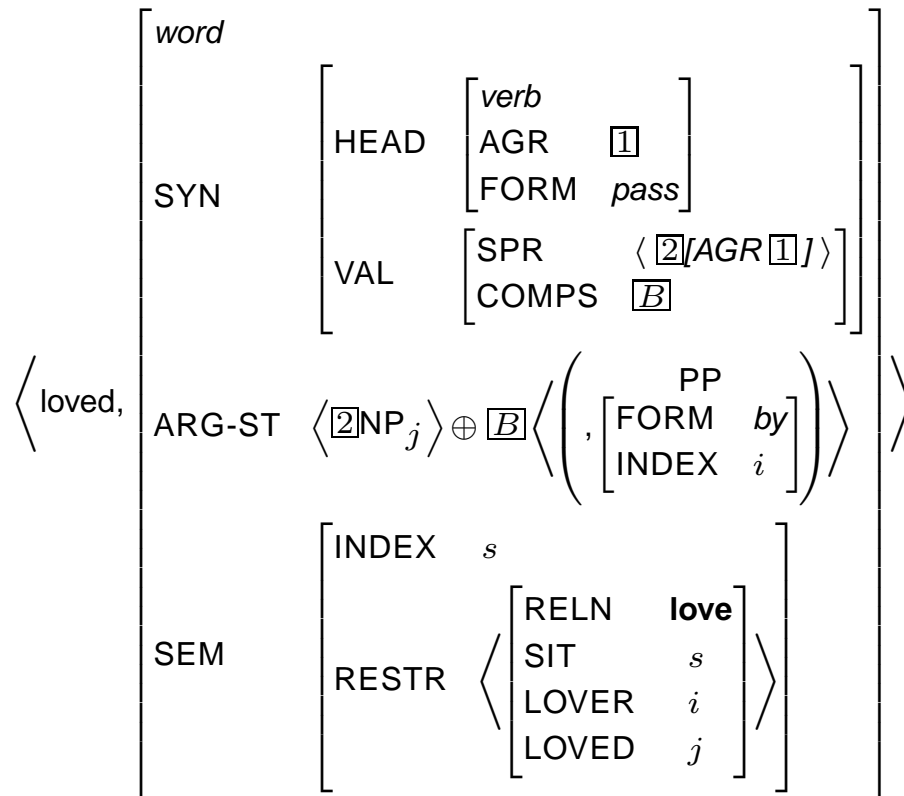 word
HEAD verb
AGR 1
FORM pass
SYN
VAL SPR ⟨ 2[AGR 1] ⟩
COMPS B
⟨ loved, ARG-ST ⟨ 2NP_j ⟩ ⊕ B ⟨ ( , PP
FORM by
INDEX i ) ⟩ ⟩
SEM INDEX s
RESTR ⟨ RELN love
SIT s
LOVER i
LOVED j ⟩